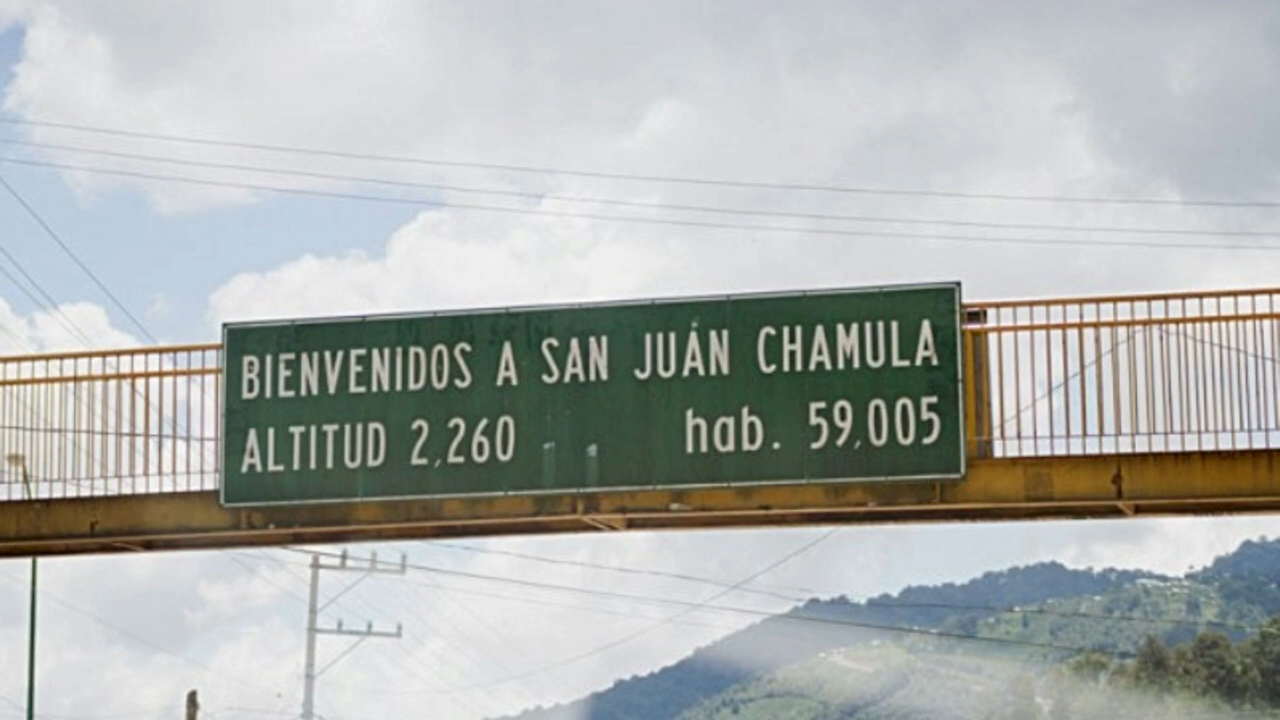 BIENVENIDOS A SAN JUÁN CHAMULA
ALTITUD 2,260 hab. 59,005